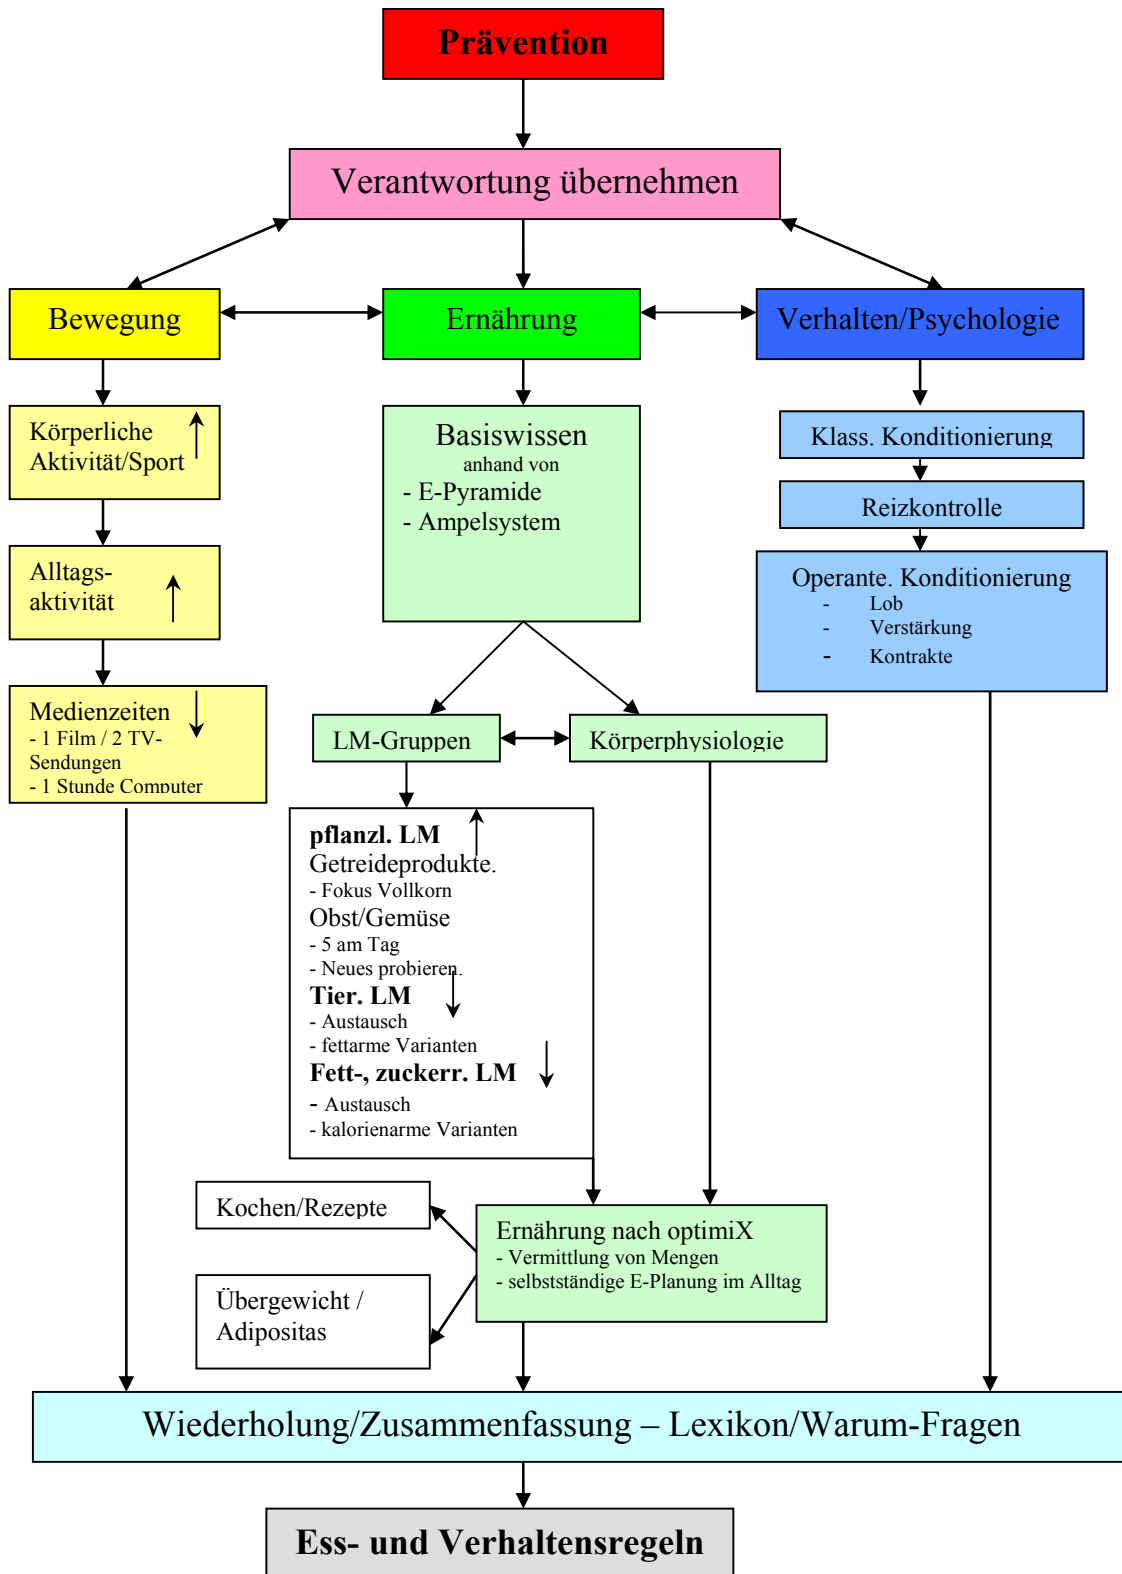 Prävention
Verantwortung übernehmen
Bewegung
Ernährung
Verhalten/Psychologie
Körperliche
Aktivität/Sport
Alltags-
aktivität
Medienzeiten
- 1 Film / 2 TV-
Sendungen
- 1 Stunde Computer
Basiswissen
anhand von
- E-Pyramide
- Ampelsystem
Klass. Konditionierung
Reizkontrolle
Operante. Konditionierung
- Lob
- Verstärkung
- Kontrakte
LM-Gruppen
Körperphysiologie
pflanzl. LM
Getreideprodukte.
- Fokus Vollkorn
Obst/Gemüse
- 5 am Tag
- Neues probieren.
Tier. LM
- Austausch
- fettarme Varianten
Fett-, zuckerr. LM
- Austausch
- kalorienarme Varianten
Kochen/Rezepte
Übergewicht /
Adipositas
Ernährung nach optimiX
- Vermittlung von Mengen
- selbstständige E-Planung im Alltag
Wiederholung/Zusammenfassung – Lexikon/Warum-Fragen
Ess- und Verhaltensregeln